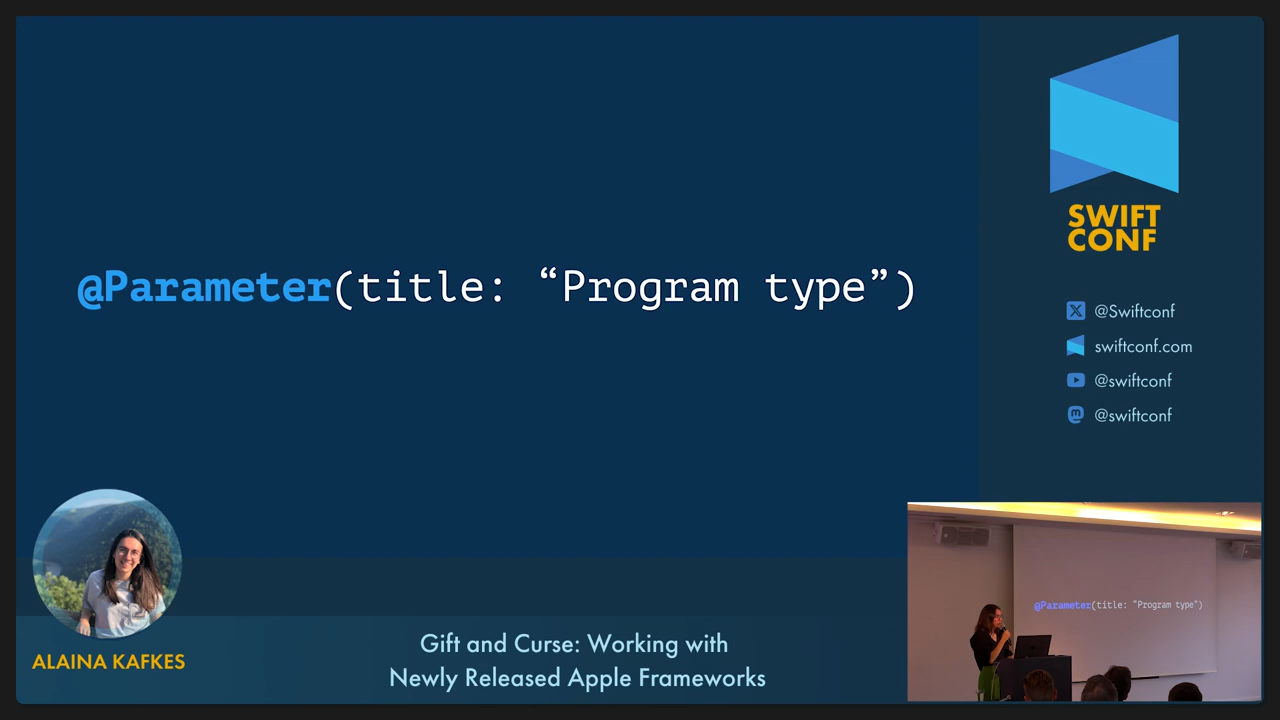 @Parameter(title: “Program type”)
SWIFT
CONF
@Swiftconf
swiftconf.com
@swiftconf
@swiftconf
ALAINA KAFKES
Gift and Curse: Working with
Newly Released Apple Frameworks
@Parameter(title: "Program type")